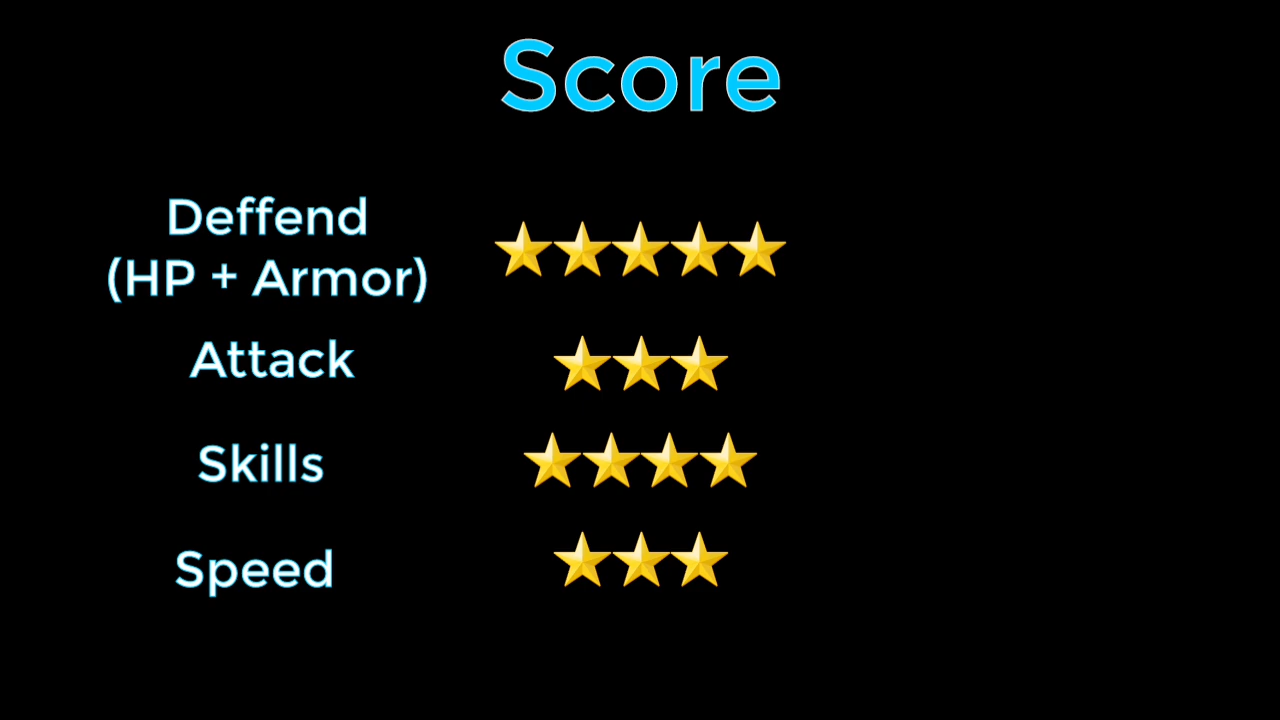 Score
Deffend
(HP + Armor)
Attack
Skills
Speed